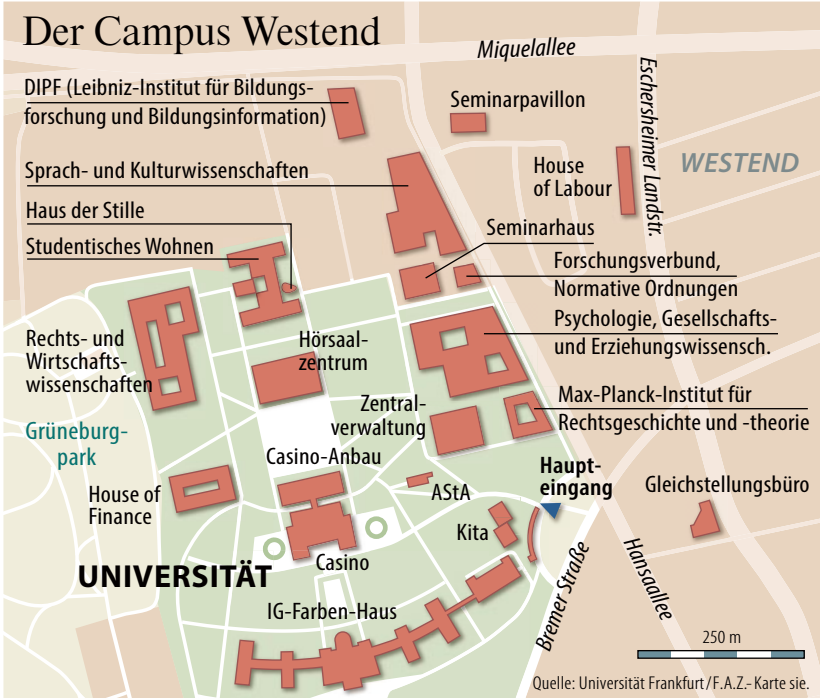 Der Campus Westend
Miquelallee
DIPF (Leibniz-Institut für Bildungs-
forschung und Bildungsinformation)
Seminarpavillon
Eschersheimer Landstr.
Sprach- und Kulturwissenschaften
House
of Labour
WESTEND
Haus der Stille
Seminarhaus
Studentisches Wohnen
Forschungsverbund,
Normative Ordnungen
Psychologie, Gesellschafts-
und Erziehungswissensch.
Rechts- und
Wirtschafts-
wissenschaften
Hörsaal-
zentrum
Max-Planck-Institut für
Rechtsgeschichte und -theorie
Zentral-
verwaltung
Grüneburg-
park
Casino-Anbau
Haupt-
eingang
Gleichstellungsbüro
House of
Finance
AStA
Kita
Casino
UNIVERSITÄT
IG-Farben-Haus
Bremer Straße
Hansaallee
250 m
Quelle: Universität Frankfurt/F.A.Z.-Karte sie.